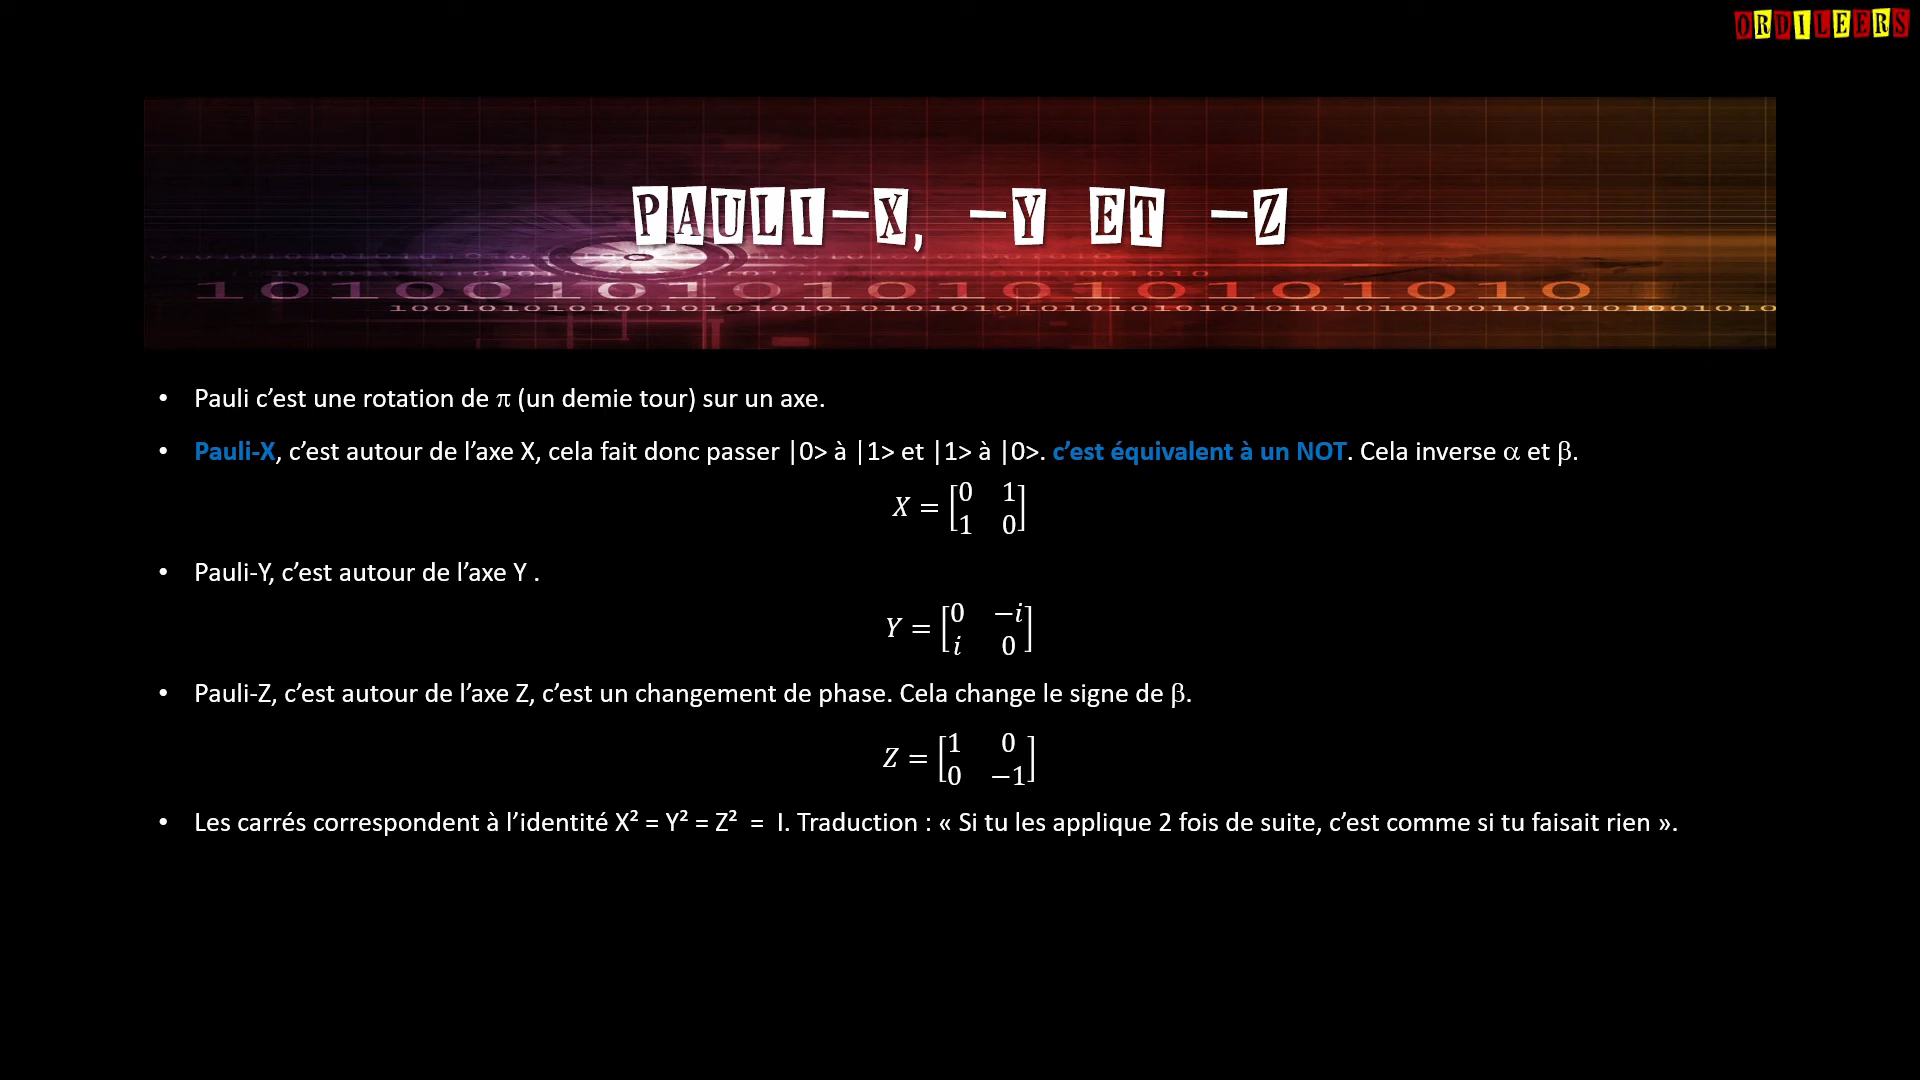 ORDILEERS
PAULI-X, -Y ET -Z
1010010101010101010101010
10010101010010101010101010101010101010101010101010010101010010101010
• Pauli c’est une rotation de π (un demie tour) sur un axe.
• Pauli-X, c’est autour de l’axe X, cela fait donc passer |0> à |1> et |1> à |0>. c’est équivalent à un NOT. Cela inverse α et β.
X = [0 1
1 0]
• Pauli-Y, c’est autour de l’axe Y .
Y = [0 −i
i 0]
• Pauli-Z, c’est autour de l’axe Z, c’est un changement de phase. Cela change le signe de β.
Z = [1 0
0 −1]
• Les carrés correspondent à l’identité X² = Y² = Z² = I. Traduction : « Si tu les applique 2 fois de suite, c’est comme si tu faisait rien ».